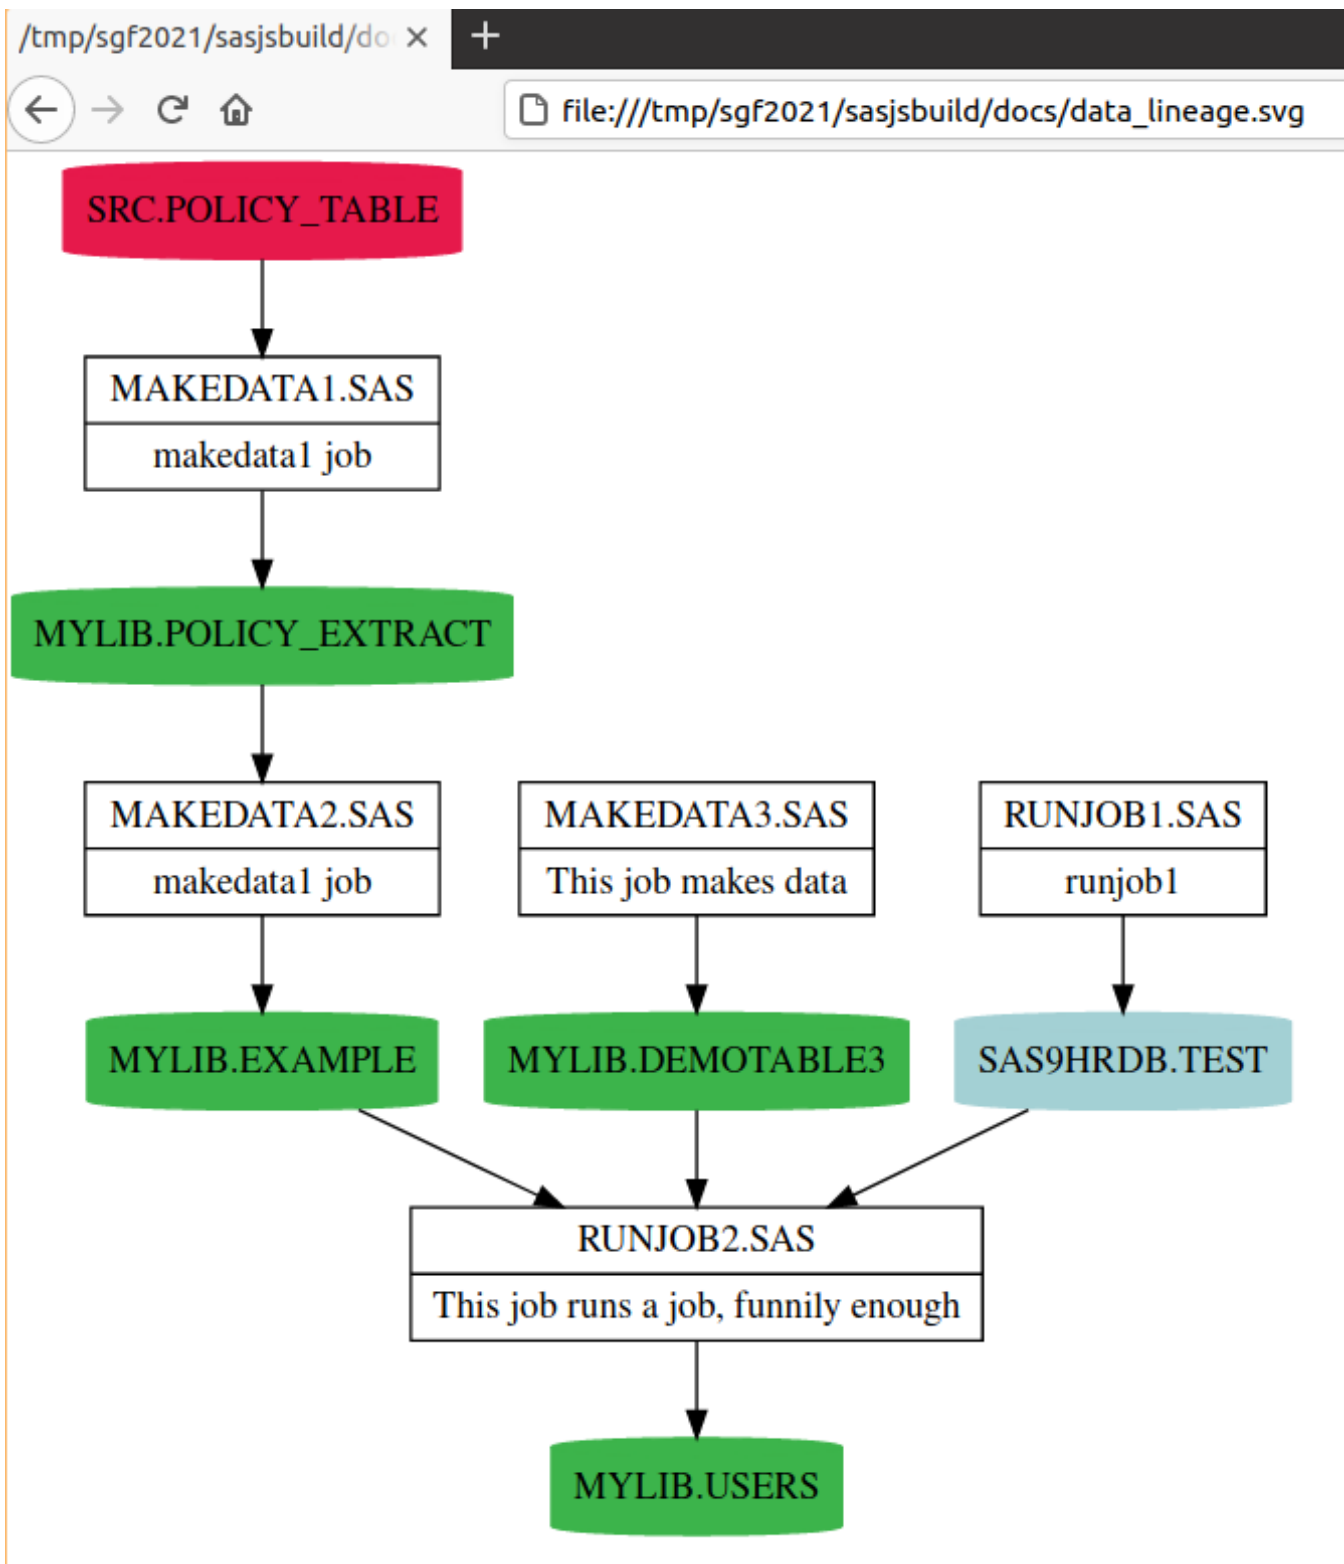 /tmp/sgf2021/sasjsbuild/do
file:///tmp/sgf2021/sasjsbuild/docs/data_lineage.svg
SRC.POLICY_TABLE
MAKEDATA1.SAS
makedata1 job
MYLIB.POLICY_EXTRACT
MAKEDATA2.SAS
makedata1 job
MAKEDATA3.SAS
This job makes data
RUNJOB1.SAS
runjob1
MYLIB.EXAMPLE
MYLIB.DEMOTABLE3
SAS9HRDB.TEST
RUNJOB2.SAS
This job runs a job, funnily enough
MYLIB.USERS